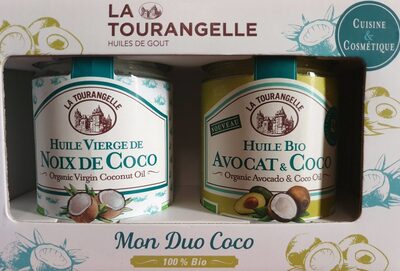 LA
TOURANGELLE
HUILES DE GOUT
CUISINE
&
COSMÉTIQUE
LA TOURANGELLE
HUILE VIERGE DE
NOIX DE COCO
Organic Virgin Coconut Oil
LA TOURANGELLE
NOUVEAU
HUILE BIO
AVOCAT & COCO
Organic Avocado & Coco Oil
Mon Duo Coco
100 % Bio